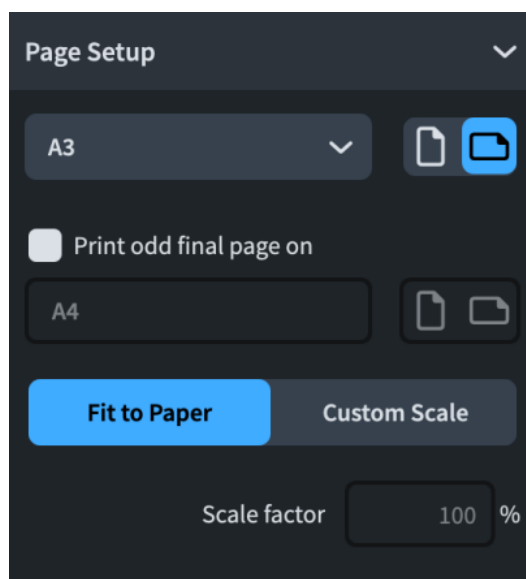 Page Setup
A3
Print odd final page on
A4
Fit to Paper Custom Scale
Scale factor 100 %